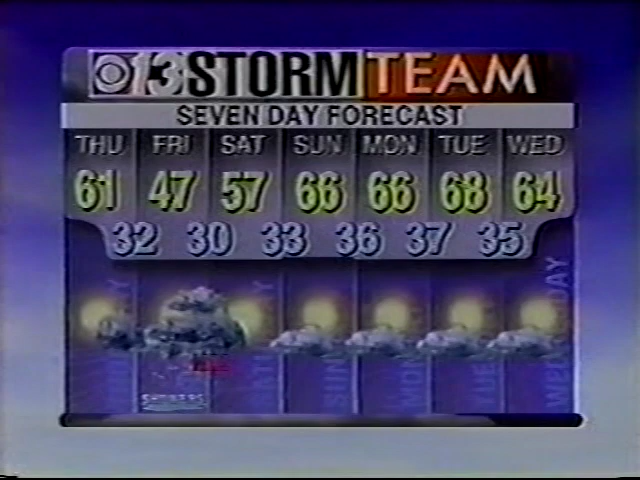 13 STORM TEAM
SEVEN DAY FORECAST
THU FRI SAT SUN MON TUE WED
61 47 57 66 66 68 64
32 30 33 36 37 35
SHOWERS